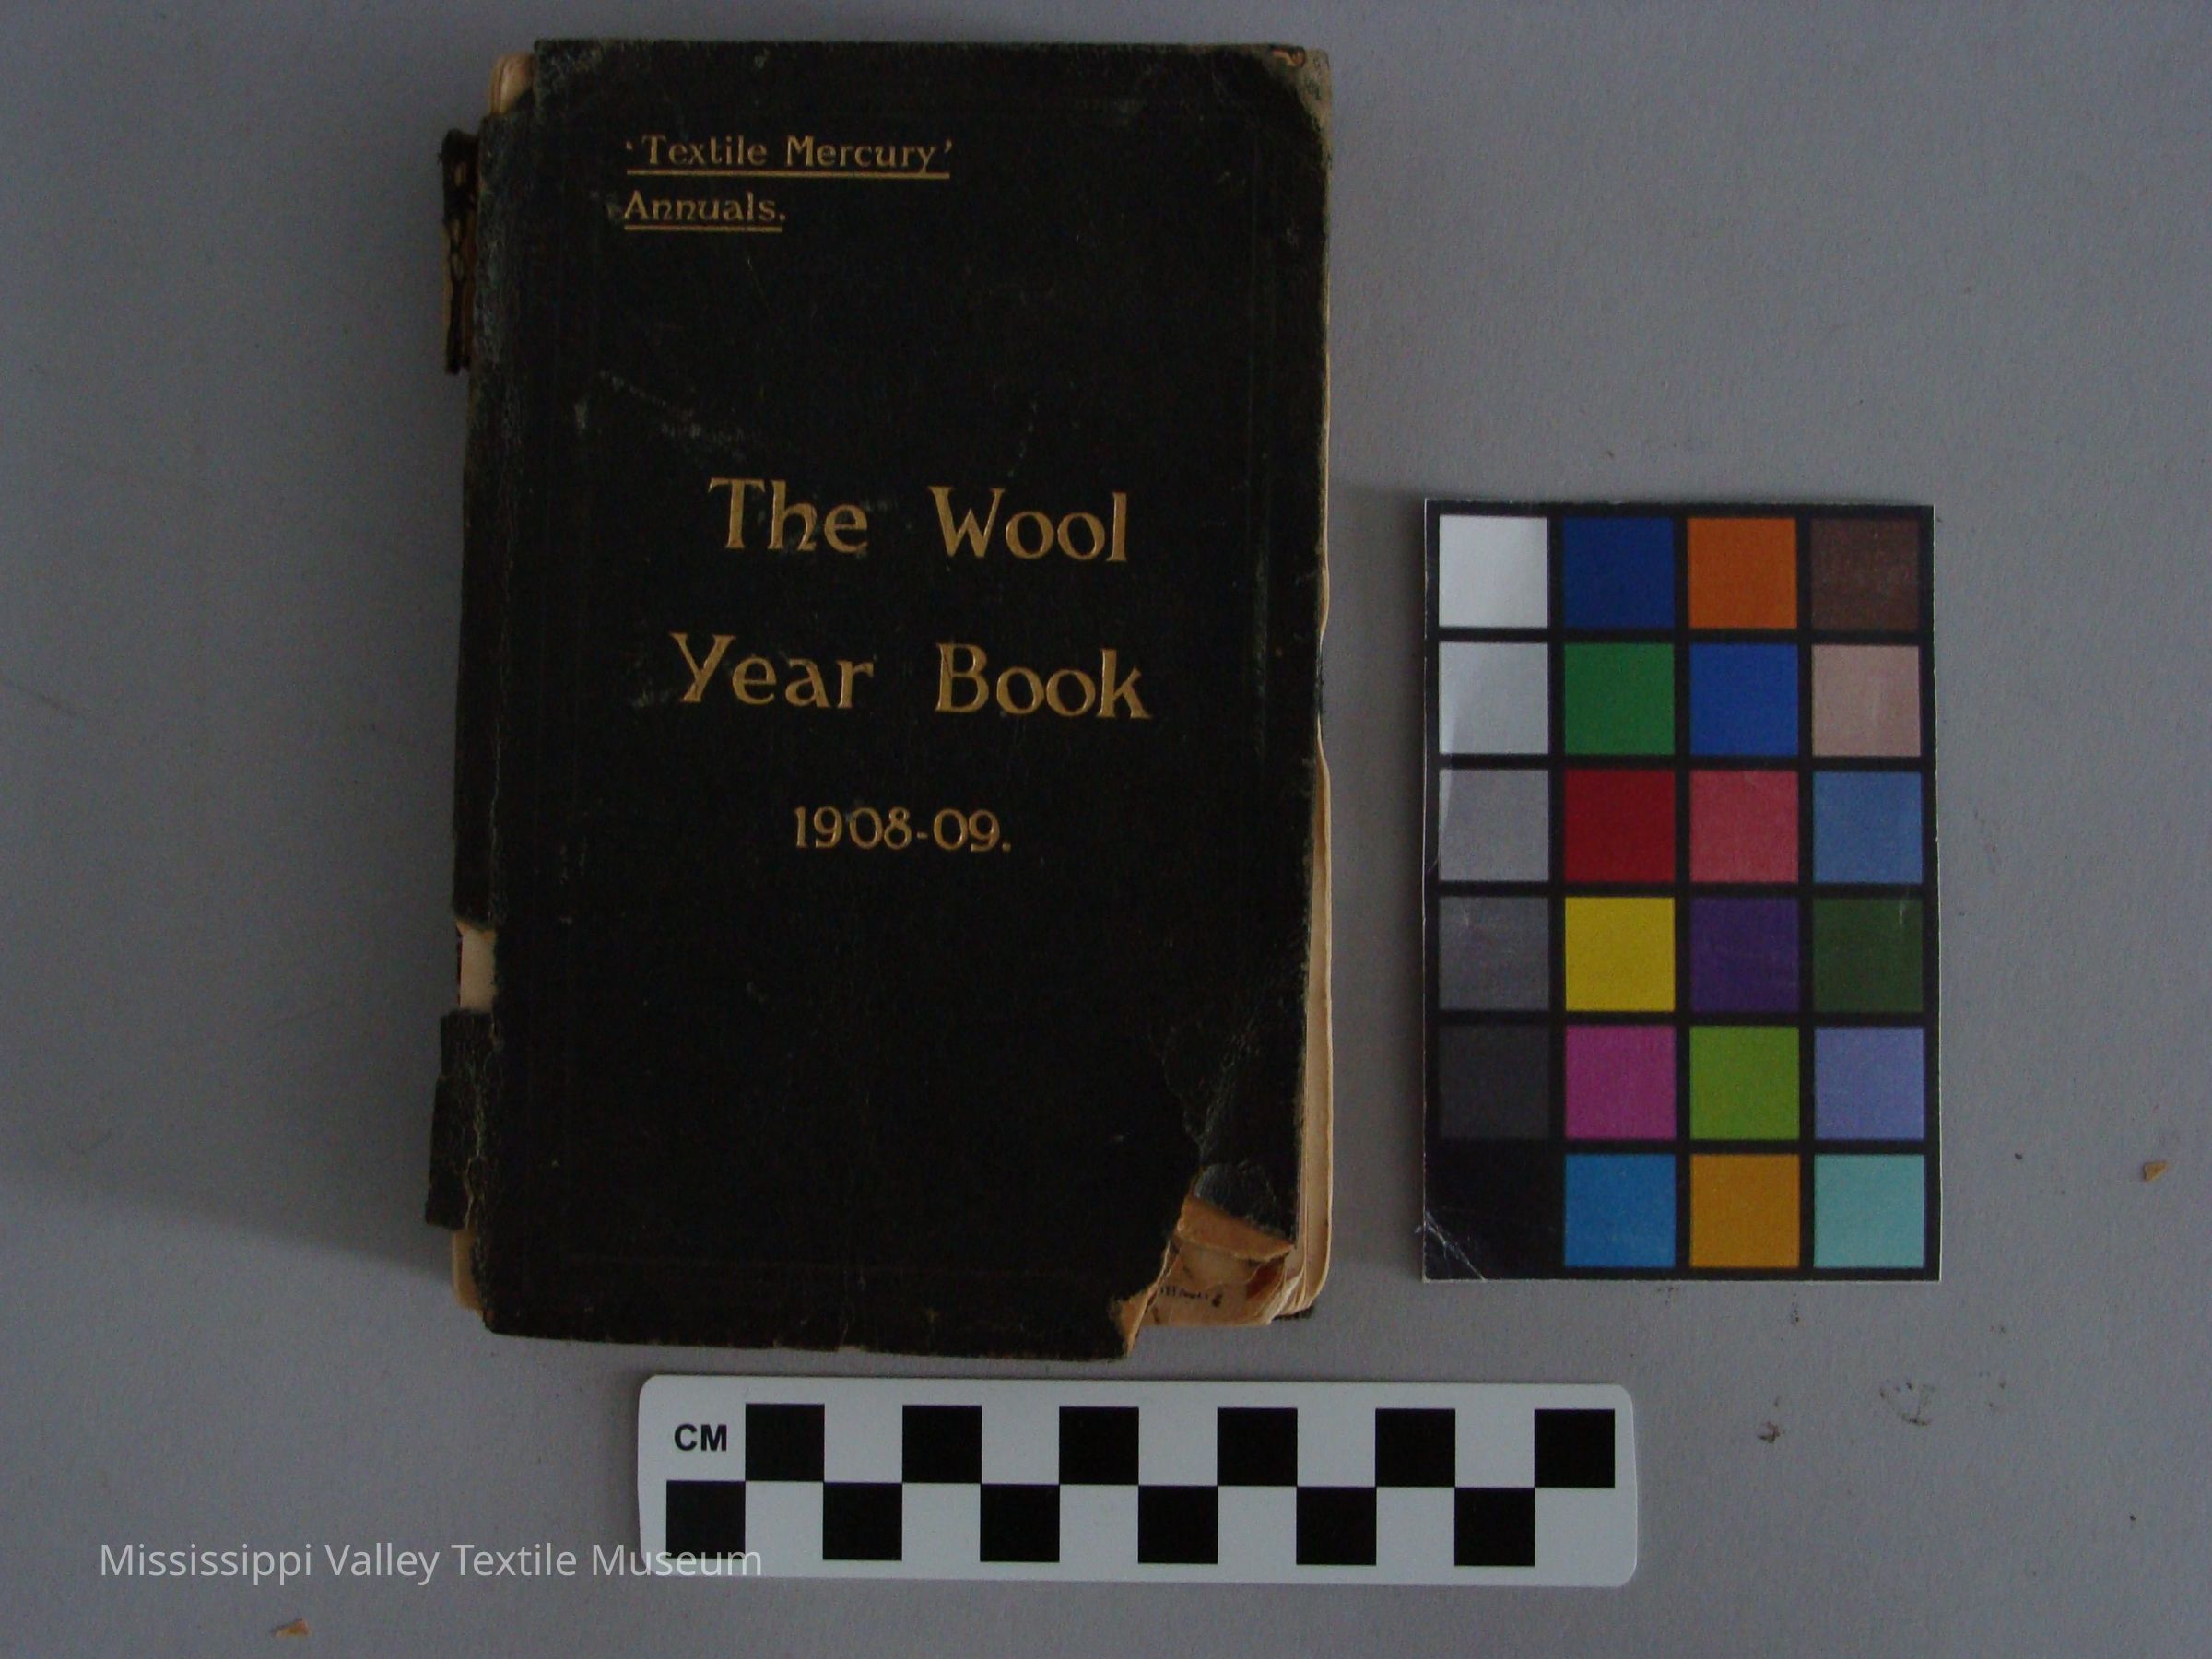 'Textile Mercury'
Annuals.
The Wool
Year Book
1908-09.
CM
Mississippi Valley Textile Museum